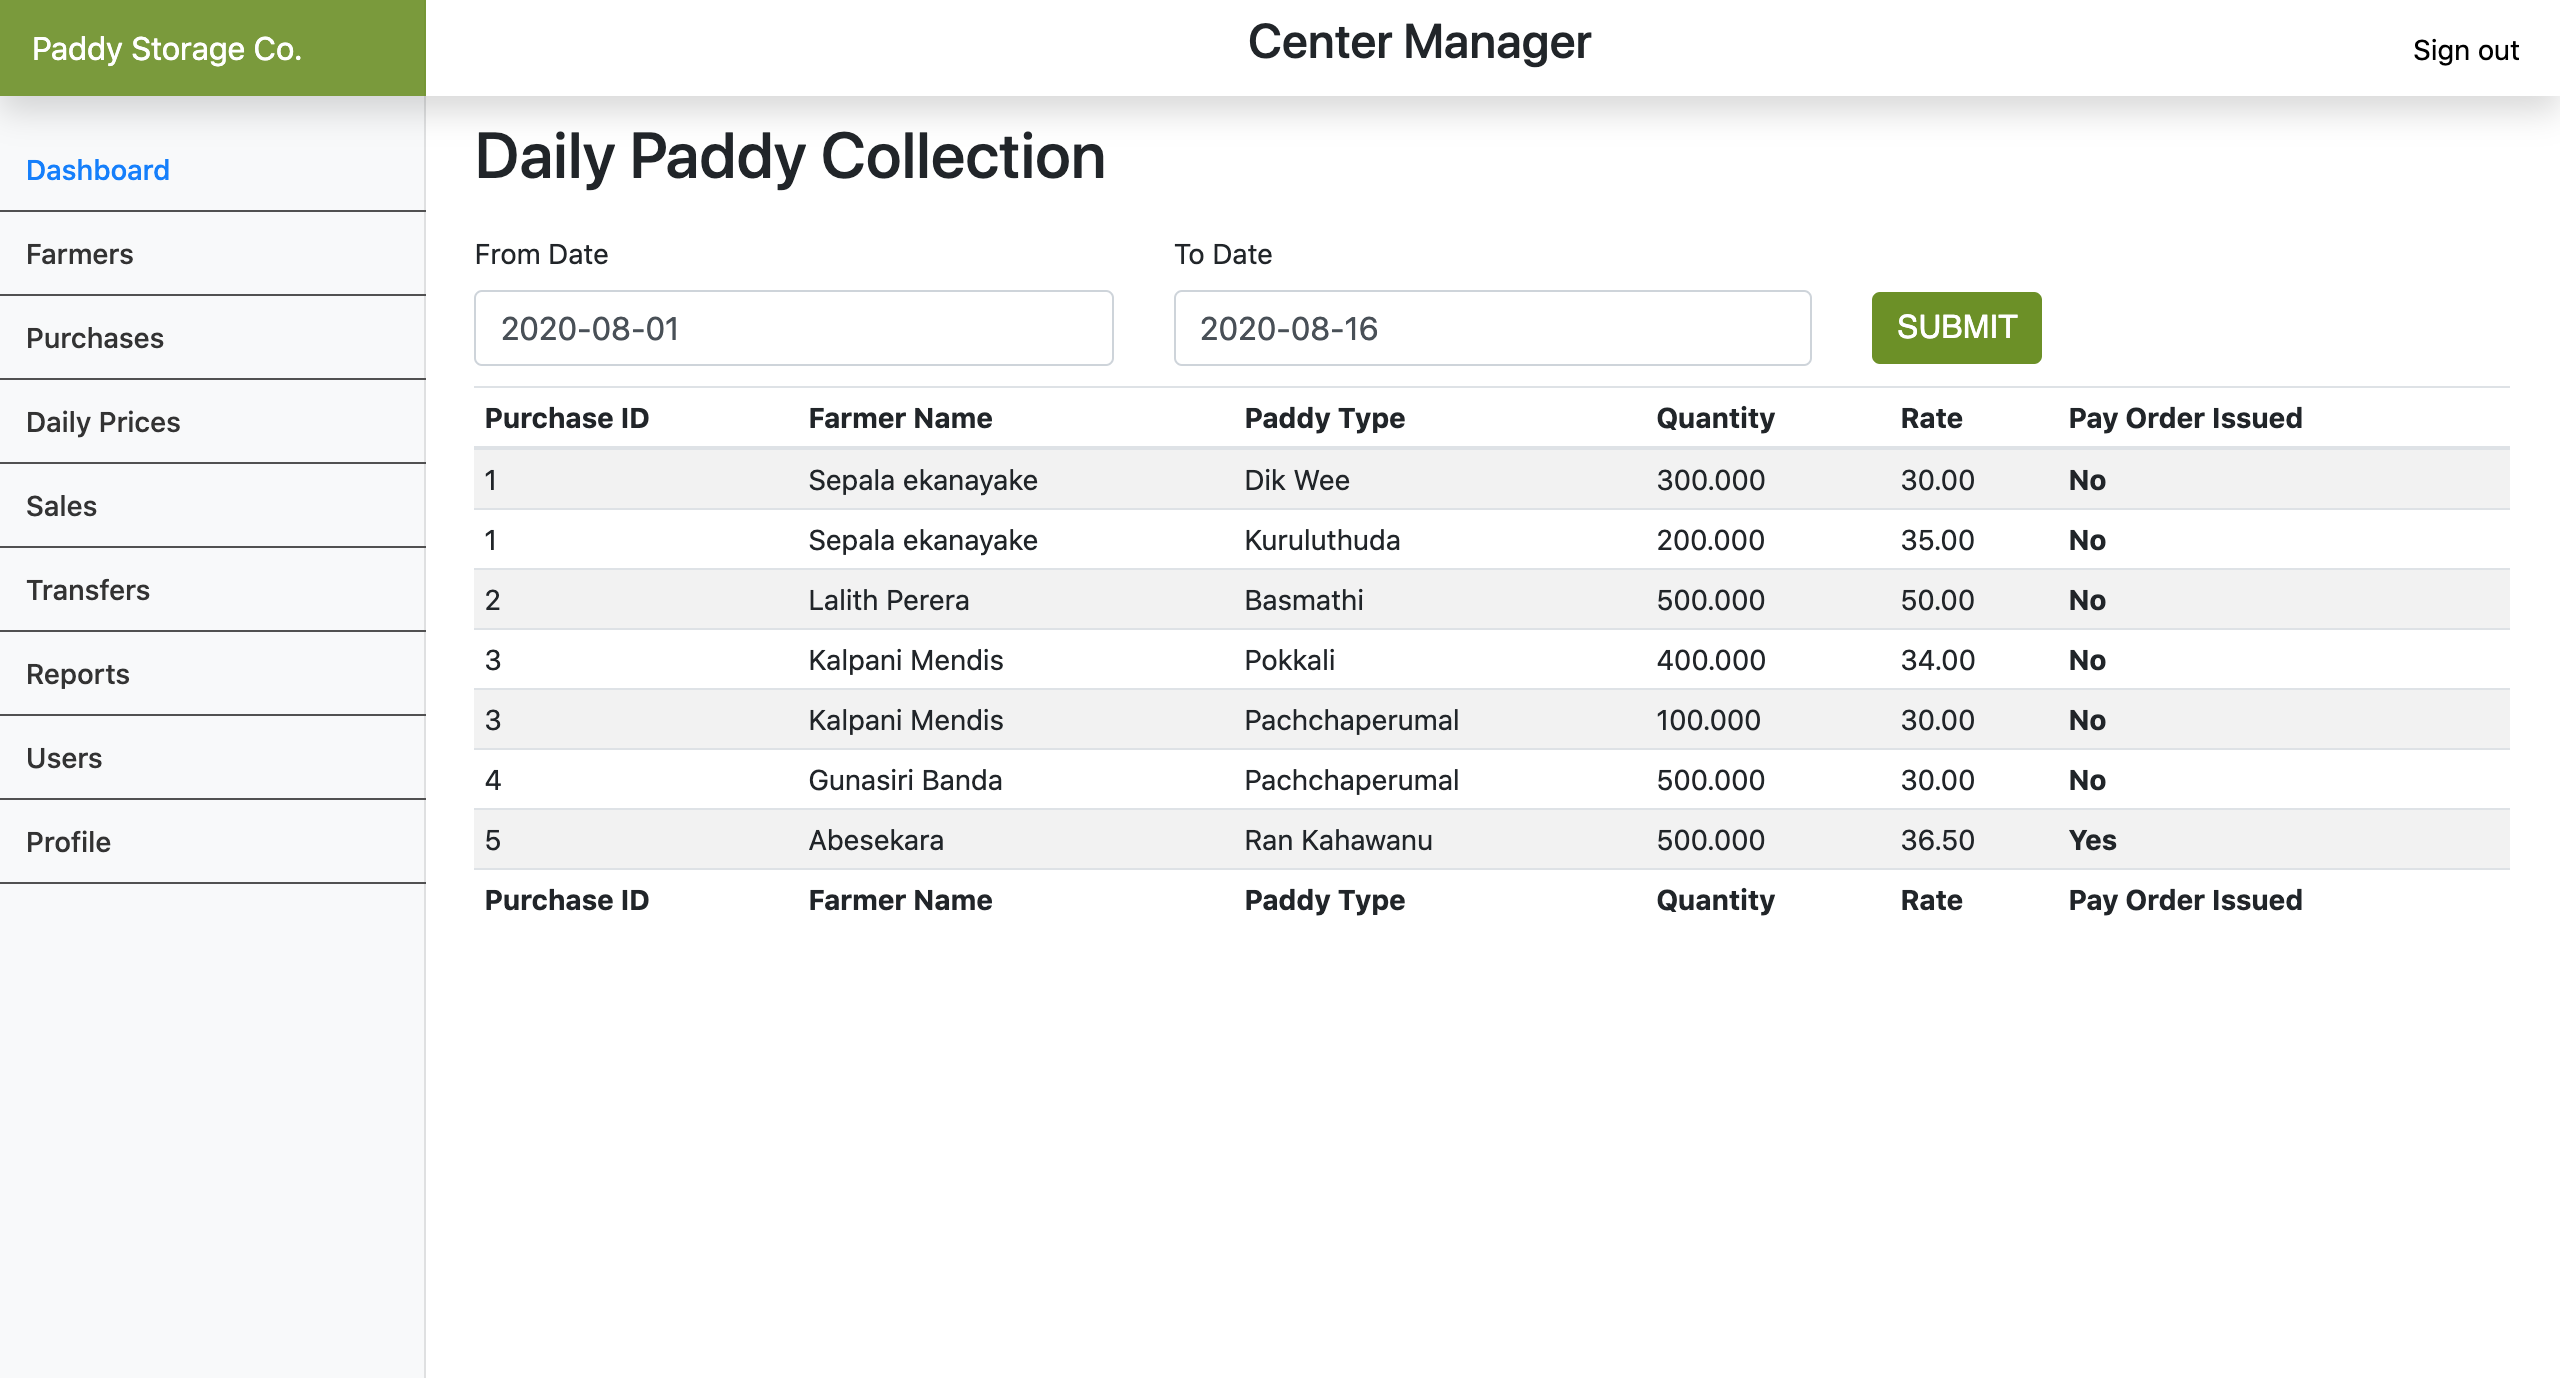 Paddy Storage Co.
Center Manager
Sign out
Dashboard
Farmers
Purchases
Daily Prices
Sales
Transfers
Reports
Users
Profile
Daily Paddy Collection
From Date To Date
2020-08-01 2020-08-16 SUBMIT
Purchase ID Farmer Name Paddy Type Quantity Rate Pay Order Issued
1 Sepala ekanayake Dik Wee 300.000 30.00 No
1 Sepala ekanayake Kuruluthuda 200.000 35.00 No
2 Lalith Perera Basmathi 500.000 50.00 No
3 Kalpani Mendis Pokkali 400.000 34.00 No
3 Kalpani Mendis Pachchaperumal 100.000 30.00 No
4 Gunasiri Banda Pachchaperumal 500.000 30.00 No
5 Abesekara Ran Kahawanu 500.000 36.50 Yes
Purchase ID Farmer Name Paddy Type Quantity Rate Pay Order Issued